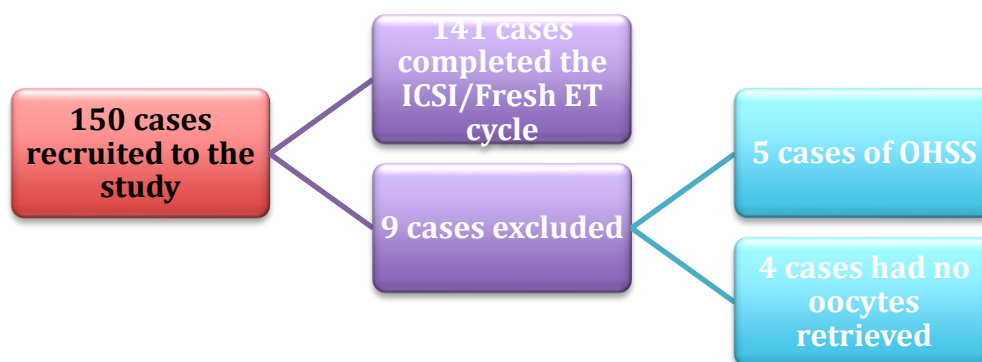 150 cases
recruited to the
study
141 cases
completed the
ICSI/Fresh ET
cycle
9 cases excluded
5 cases of OHSS
4 cases had no
oocytes
retrieved